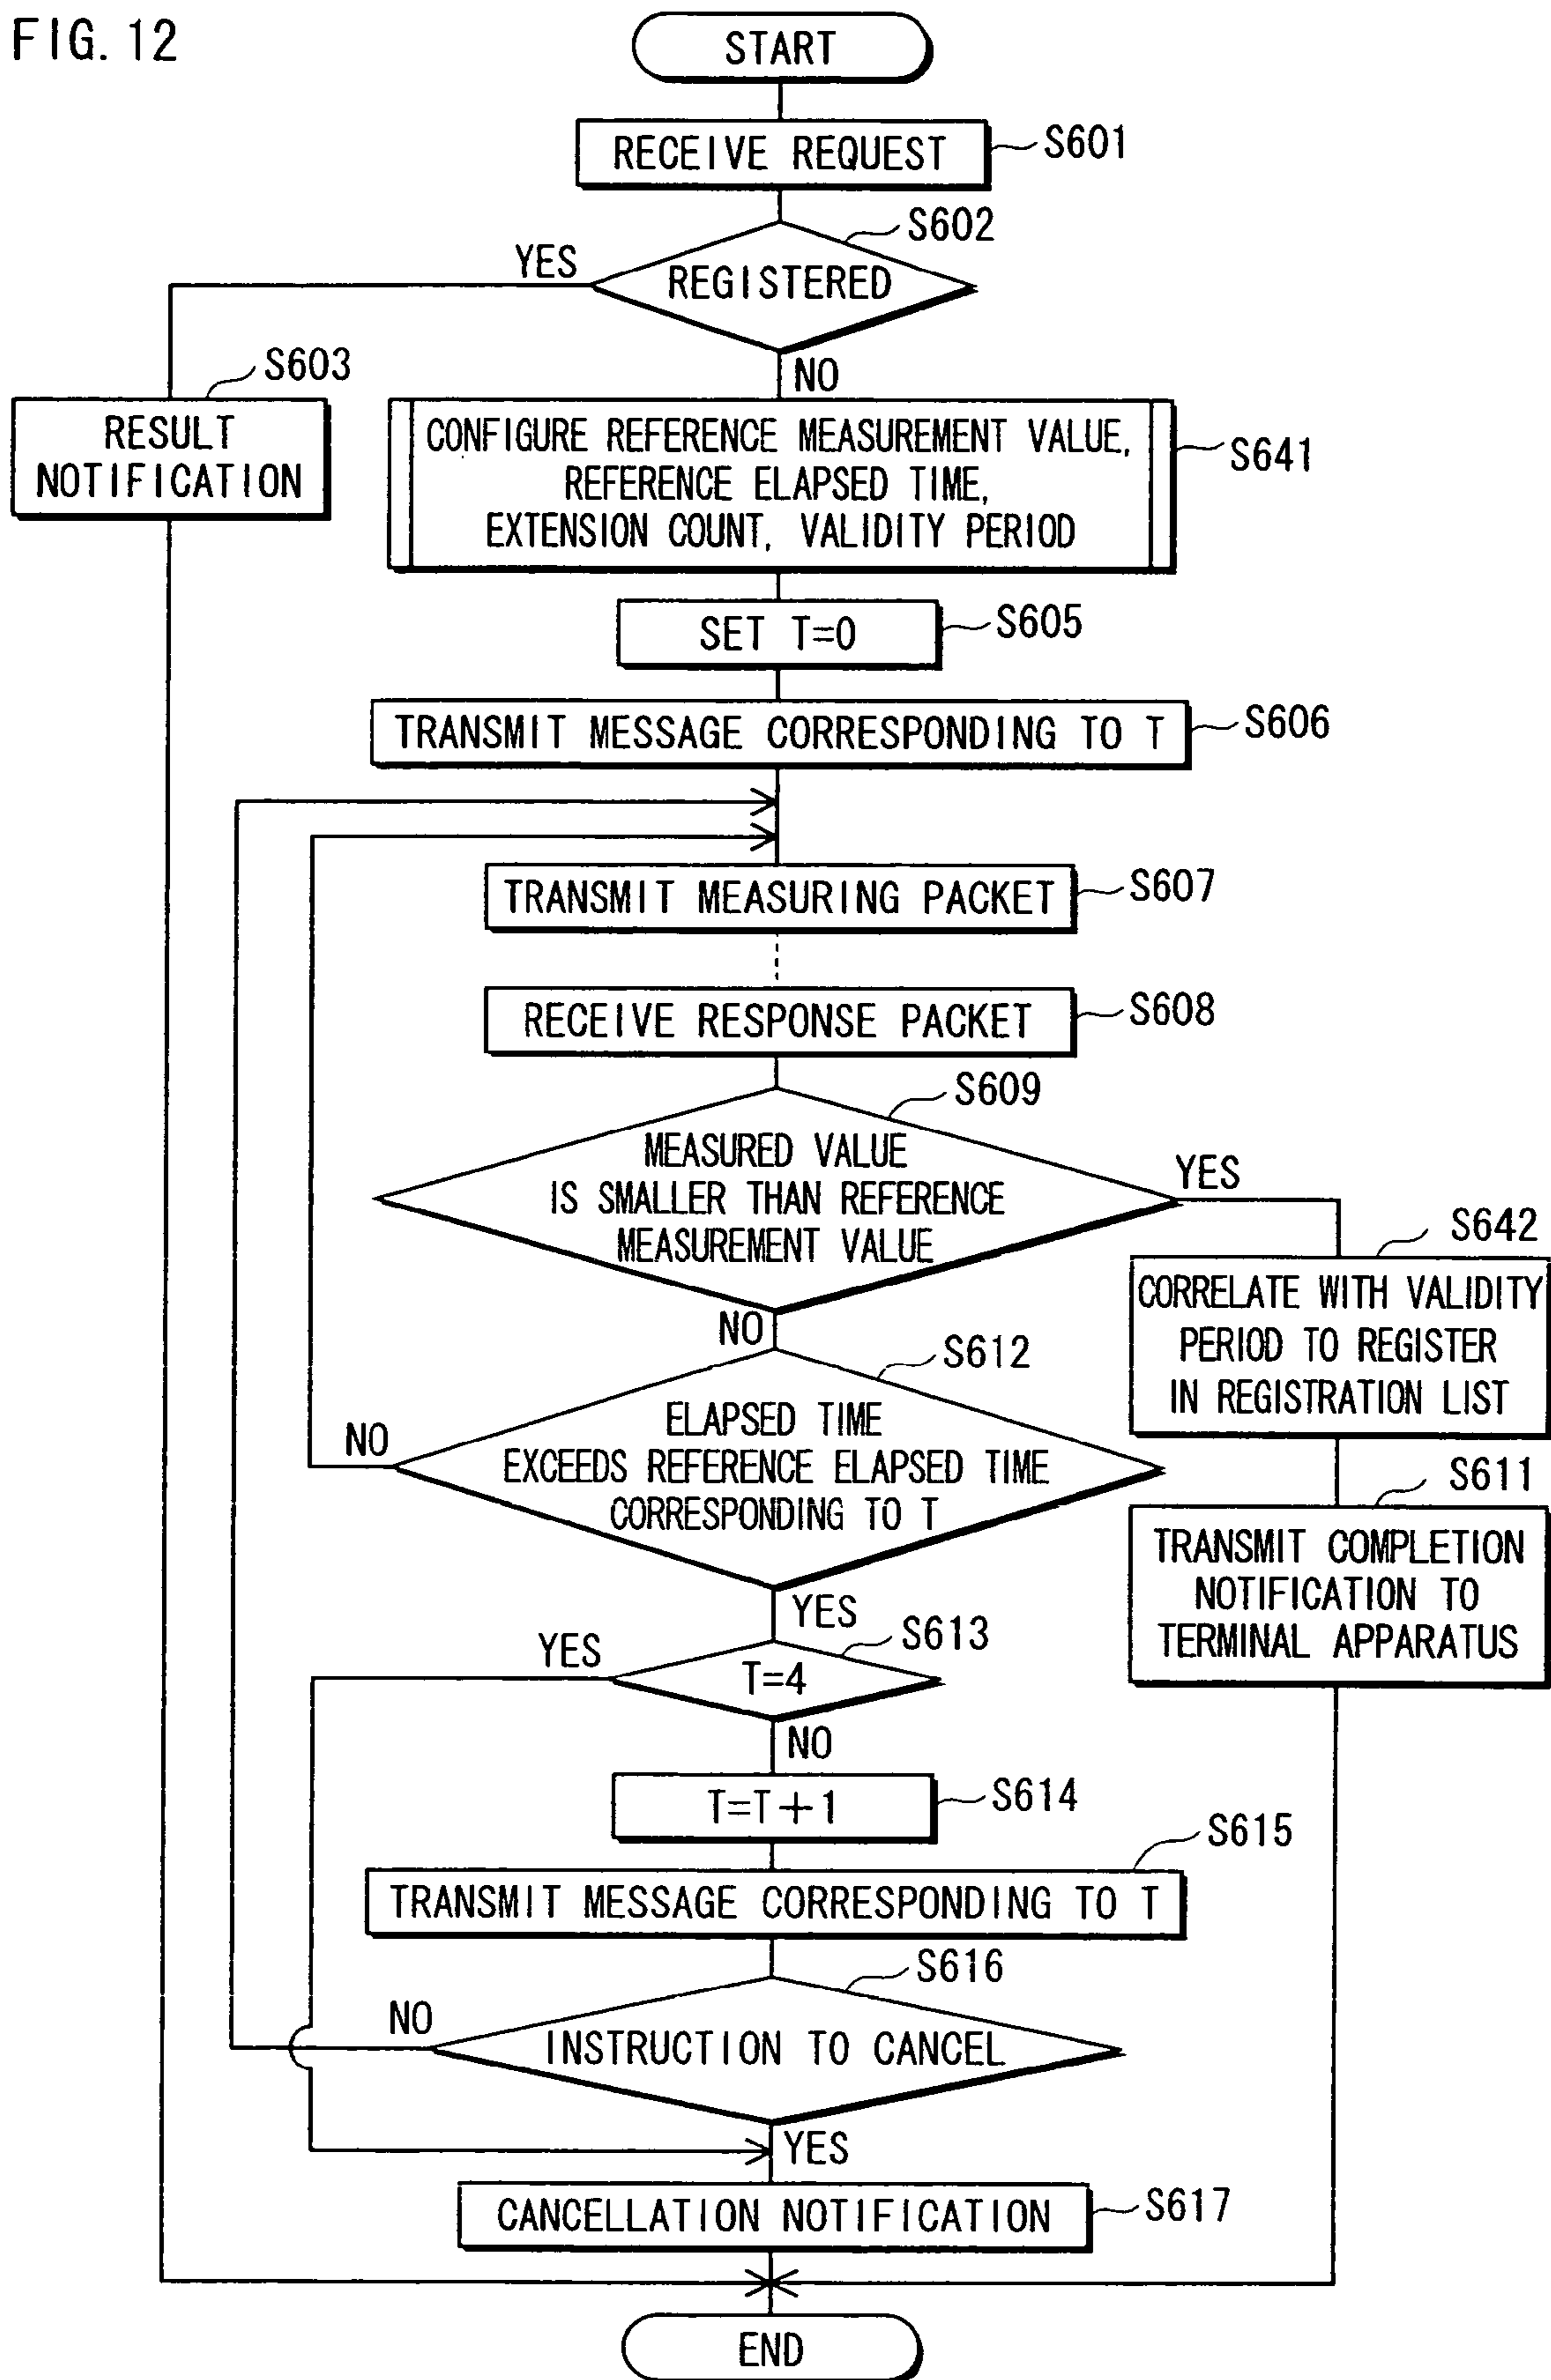 FIG. 12
START
RECEIVE REQUEST
S601
S602
YES
REGISTERED
NO
S603
RESULT
NOTIFICATION
CONFIGURE REFERENCE MEASUREMENT VALUE,
REFERENCE ELAPSED TIME,
EXTENSION COUNT, VALIDITY PERIOD
S641
SET T=0
S605
TRANSMIT MESSAGE CORRESPONDING TO T
S606
TRANSMIT MEASURING PACKET
S607
RECEIVE RESPONSE PACKET
S608
S609
MEASURED VALUE
IS SMALLER THAN REFERENCE
MEASUREMENT VALUE
YES
NO
S642
CORRELATE WITH VALIDITY
PERIOD TO REGISTER
IN REGISTRATION LIST
S612
ELAPSED TIME
EXCEEDS REFERENCE ELAPSED TIME
CORRESPONDING TO T
NO
YES
S611
TRANSMIT COMPLETION
NOTIFICATION TO
TERMINAL APPARATUS
S613
YES
T=4
NO
T=T+1
S614
S615
TRANSMIT MESSAGE CORRESPONDING TO T
S616
NO
INSTRUCTION TO CANCEL
YES
CANCELLATION NOTIFICATION
S617
END